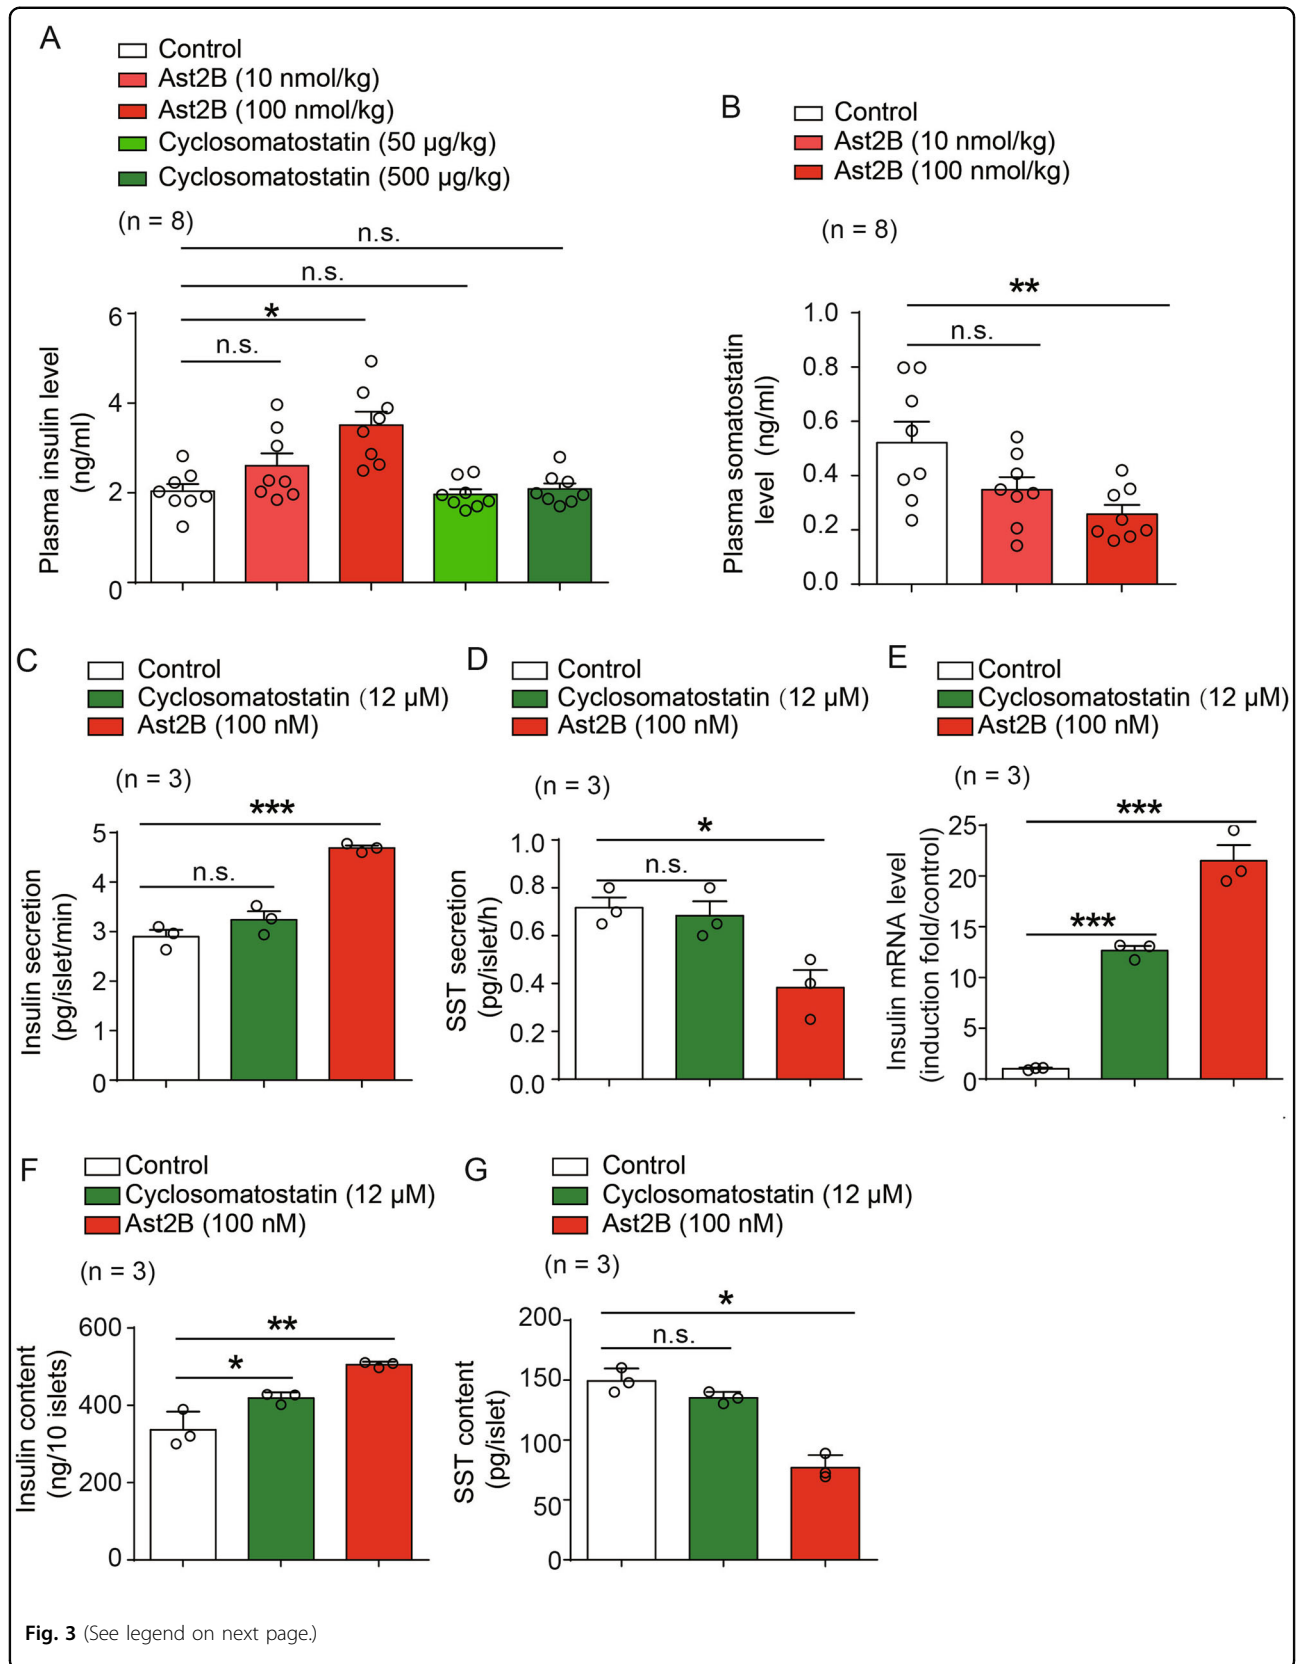 A
Control
Ast2B (10 nmol/kg)
Ast2B (100 nmol/kg)
Cyclosomatostatin (50 µg/kg)
Cyclosomatostatin (500 µg/kg)
(n = 8)
n.s.
n.s.
*
n.s.
Plasma insulin level
(ng/ml)
6
4
2
0
B
Control
Ast2B (10 nmol/kg)
Ast2B (100 nmol/kg)
(n = 8)
**
n.s.
Plasma somatostatin
level (ng/ml)
1.0
0.8
0.6
0.4
0.2
0.0
C
Control
Cyclosomatostatin (12 µM)
Ast2B (100 nM)
(n = 3)
***
n.s.
Insulin secretion
(pg/islet/min)
5
4
3
2
1
0
D
Control
Cyclosomatostatin (12 µM)
Ast2B (100 nM)
(n = 3)
*
n.s.
SST secretion
(pg/islet/h)
1.0
0.8
0.6
0.4
0.2
0.0
E
Control
Cyclosomatostatin (12 µM)
Ast2B (100 nM)
(n = 3)
***
***
Insulin mRNA level
(induction fold/control)
25
20
15
10
5
0
F
Control
Cyclosomatostatin (12 µM)
Ast2B (100 nM)
(n = 3)
**
*
Insulin content
(ng/10 islets)
600
400
200
0
G
Control
Cyclosomatostatin (12 µM)
Ast2B (100 nM)
(n = 3)
*
n.s.
SST content
(pg/islet)
200
150
100
50
0
Fig. 3 (See legend on next page.)